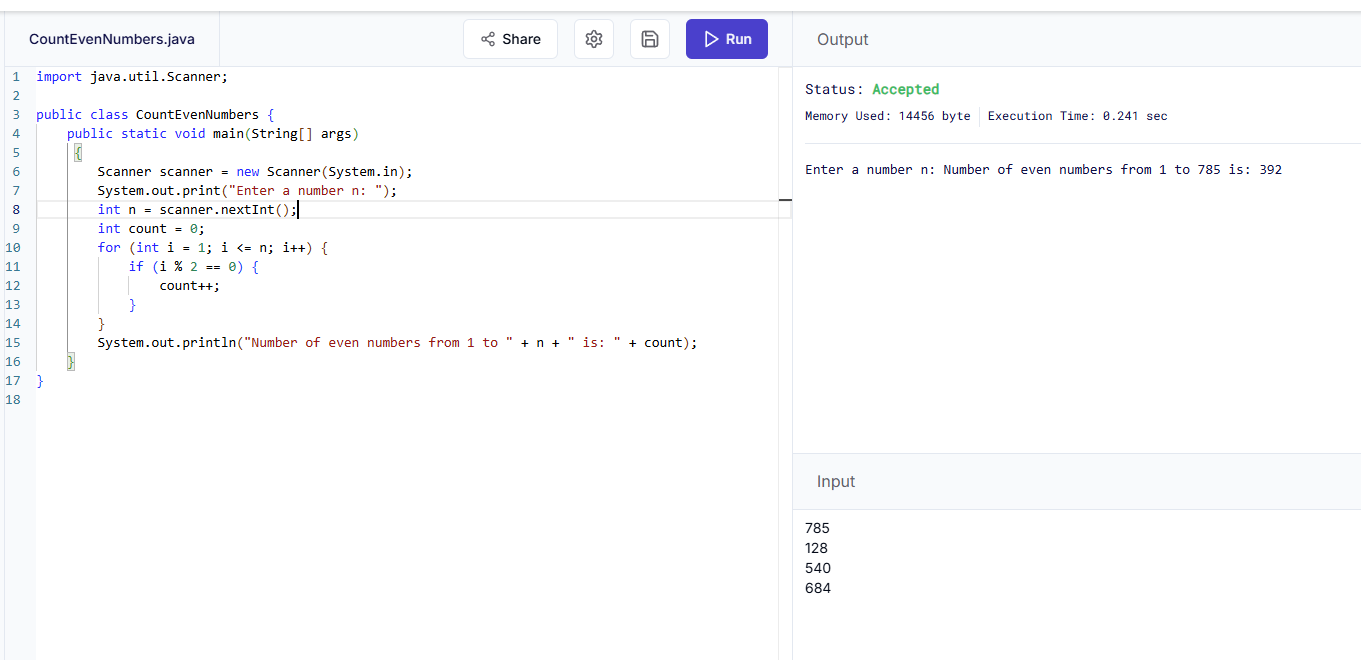 CountEvenNumbers.java
Share
Run
1 import java.util.Scanner;
2
3 public class CountEvenNumbers {
4     public static void main(String[] args)
5      {
6         Scanner scanner = new Scanner(System.in);
7         System.out.print("Enter a number n: ");
8         int n = scanner.nextInt();
9         int count = 0;
10         for (int i = 1; i <= n; i++) {
11             if (i % 2 == 0) {
12                 count++;
13             }
14         }
15         System.out.println("Number of even numbers from 1 to " + n + " is: " + count);
16     }
17 }
18
Output
Status: Accepted
Memory Used: 14456 byte Execution Time: 0.241 sec
Enter a number n: Number of even numbers from 1 to 785 is: 392
Input
785
128
540
684